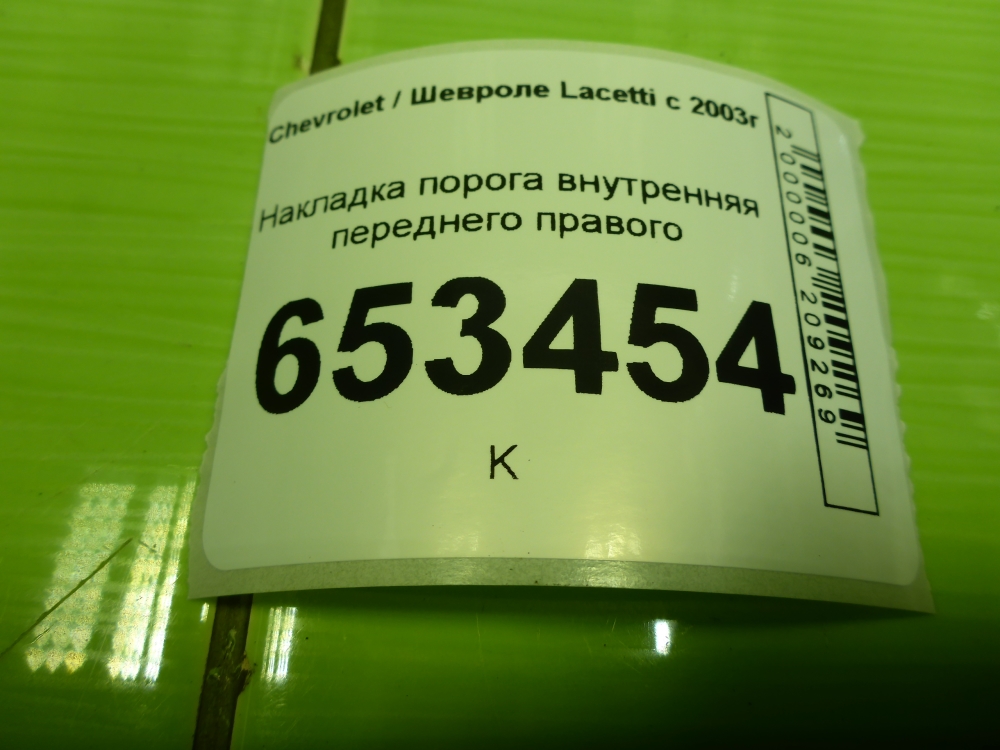 Chevrolet / Шевроле Lacetti с 2003г
Накладка порога внутренняя
переднего правого
653454
К
2000006209269